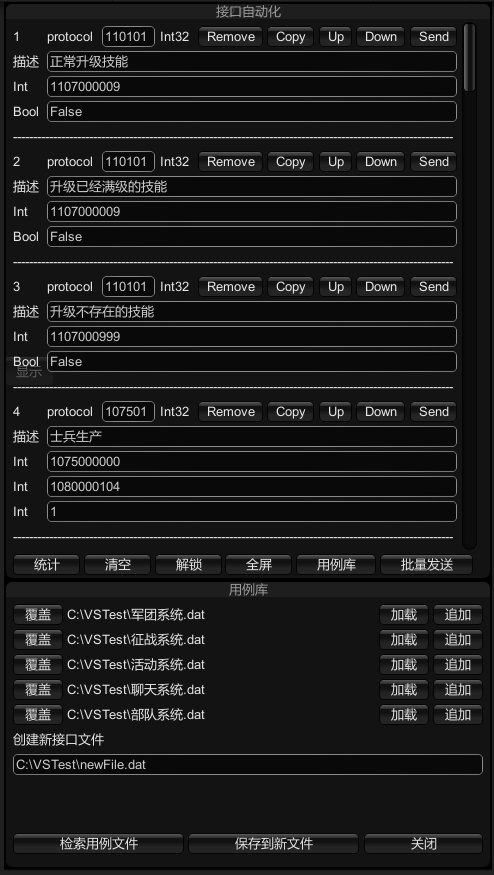 接口自动化
1 protocol 110101 Int32 Remove Copy Up Down Send
描述 正常升级技能
Int 1107000009
Bool False
2 protocol 110101 Int32 Remove Copy Up Down Send
描述 升级已经满级的技能
Int 1107000009
Bool False
3 protocol 110101 Int32 Remove Copy Up Down Send
描述 升级不存在的技能
Int 1107000999
Bool False
显示
4 protocol 107501 Int32 Remove Copy Up Down Send
描述 士兵生产
Int 1075000000
Int 1080000104
Int 1
统计 清空 解锁 全屏 用例库 批量发送
用例库
覆盖 C:\VSTest\军团系统.dat 加载 追加
覆盖 C:\VSTest\征战系统.dat 加载 追加
覆盖 C:\VSTest\活动系统.dat 加载 追加
覆盖 C:\VSTest\聊天系统.dat 加载 追加
覆盖 C:\VSTest\部队系统.dat 加载 追加
创建新接口文件
C:\VSTest\newFile.dat
检索用例文件 保存到新文件 关闭